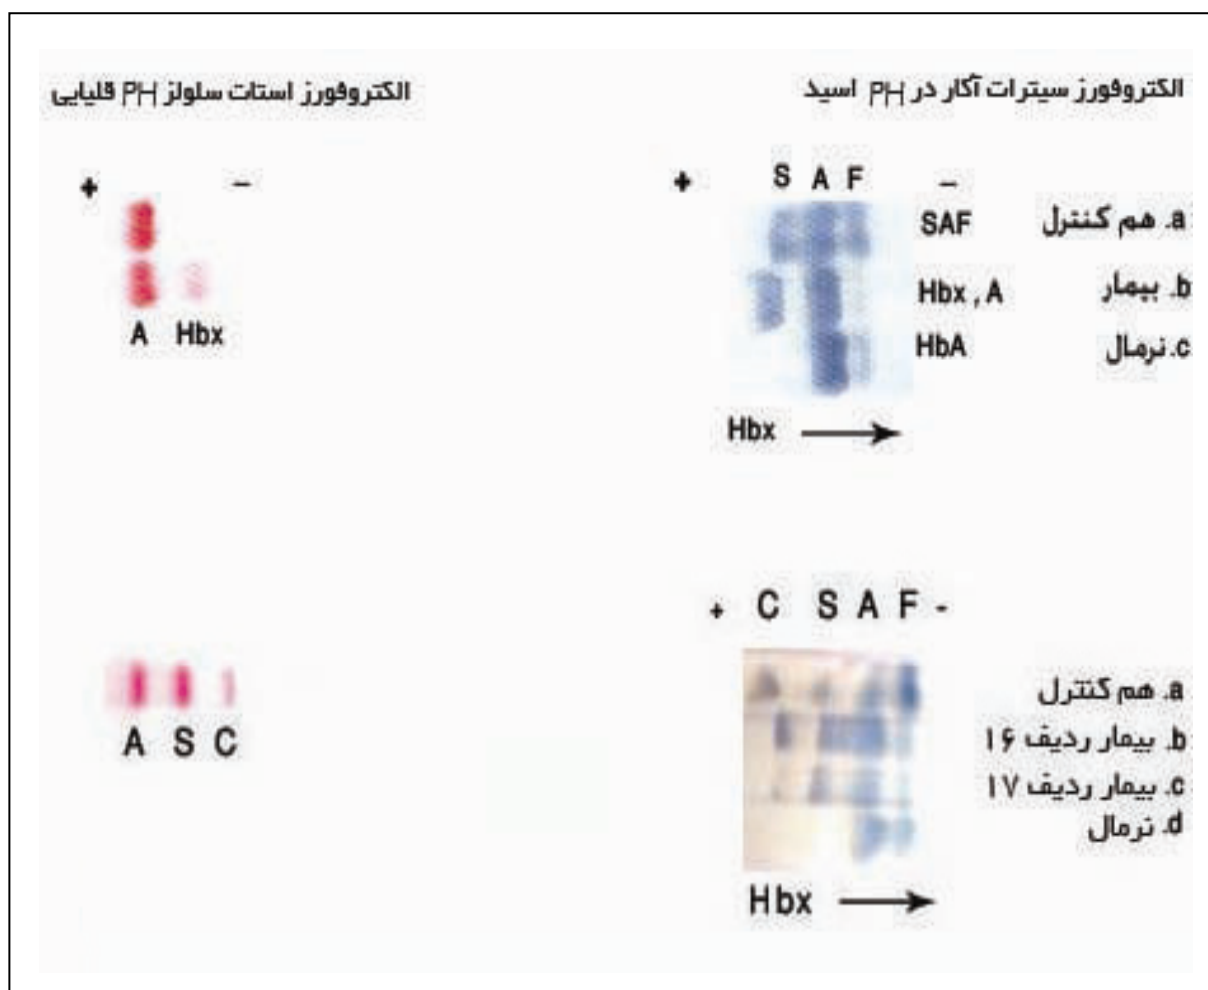 الکتروفورز سیترات آگار در PH اسید
الکتروفورز استات سلولز PH قلیایی
+ -
A Hbx
+ S A F -
a. هم کنترل SAF
b. بیمار Hbx , A
c. نرمال HbA
Hbx
A S C
+ C S A F -
a. هم کنترل
b. بیمار ردیف ۱۶
c. بیمار ردیف ۱۷
d. نرمال
Hbx